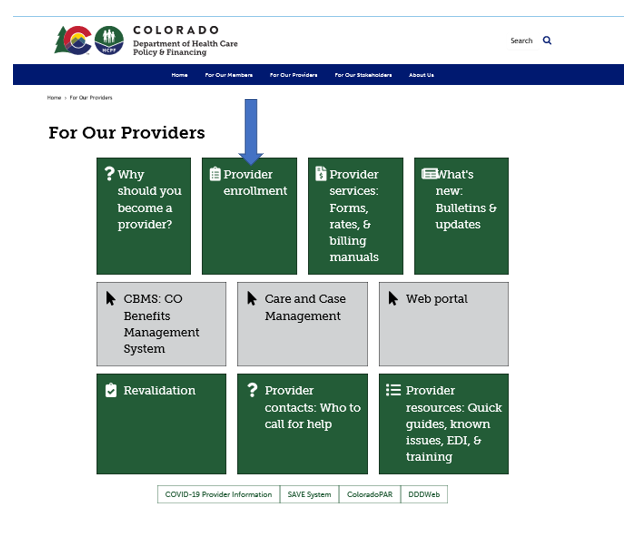 COLORADO
Department of Health Care
Policy & Financing
HCPF
Search
Home For Our Members For Our Providers For Our Stakeholders About Us
Home › For Our Providers
For Our Providers
Why
should you
become a
provider?
Provider
enrollment
Provider
services:
Forms,
rates, &
billing
manuals
What's
new:
Bulletins &
updates
CBMS: CO
Benefits
Management
System
Care and Case
Management
Web portal
Revalidation
Provider
contacts: Who to
call for help
Provider
resources: Quick
guides, known
issues, EDI, &
training
COVID-19 Provider Information SAVE System ColoradoPAR DDDWeb